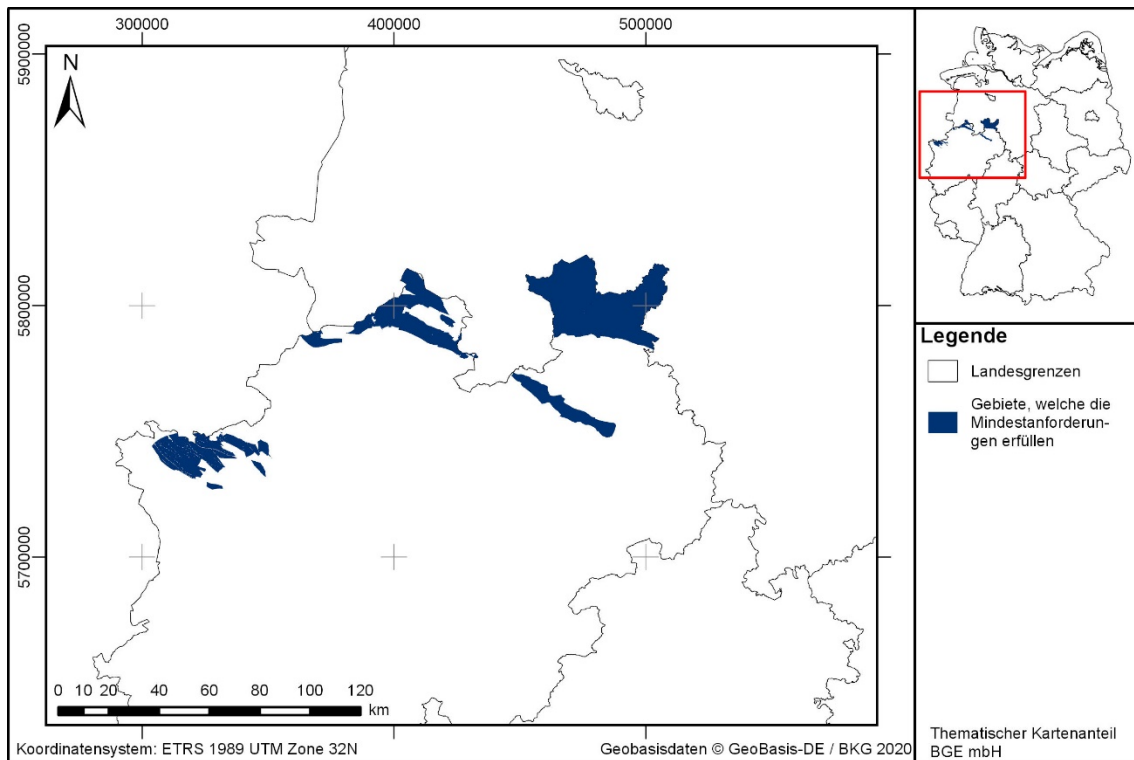 300000 400000 500000
5900000
N
5800000
5700000
0 10 20 40 60 80 100 120
km
Koordinatensystem: ETRS 1989 UTM Zone 32N
Geobasisdaten © GeoBasis-DE / BKG 2020
Legende
Landesgrenzen
Gebiete, welche die
Mindestanforderun-
gen erfüllen
Thematischer Kartenanteil
BGE mbH